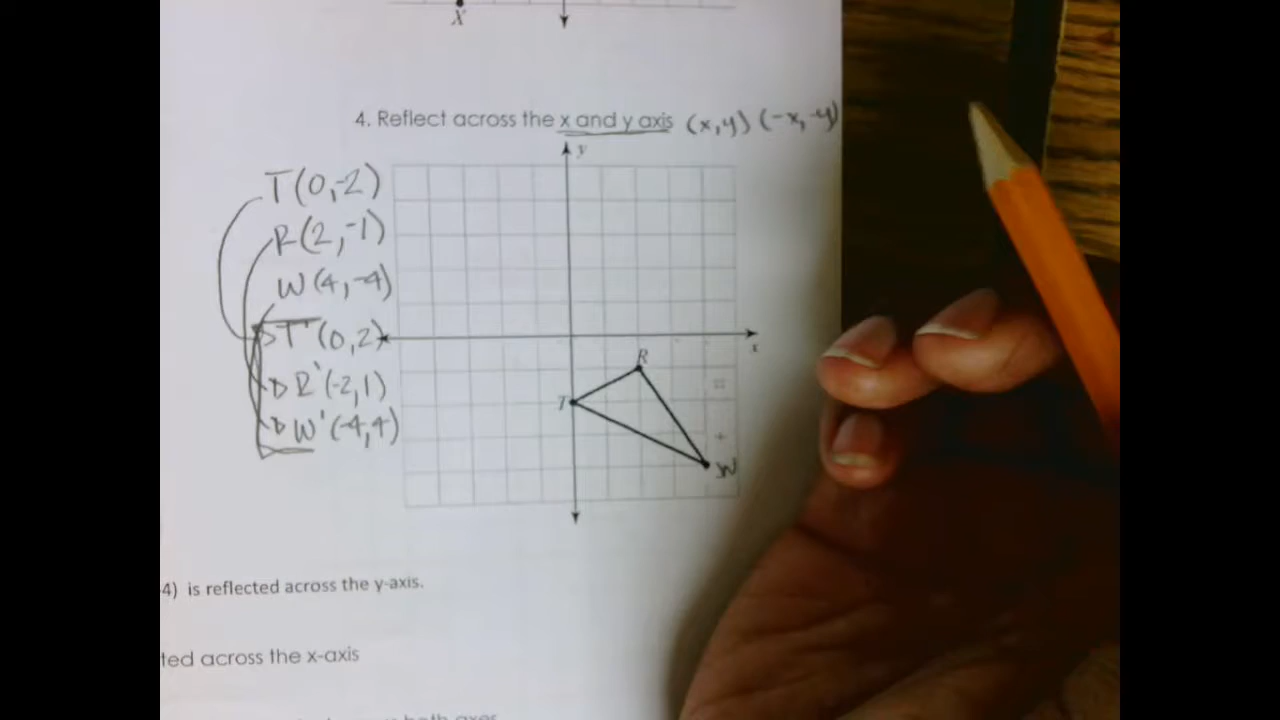 X
4. Reflect across the x and y axis (x,y) (-x,-y)
y
T(0,-2)
R(2,-1)
W(4,-4)
T'(0,2)
R'(-2,1)
W'(-4,4)
x
R
T
W
4) is reflected across the y-axis.
ted across the x-axis